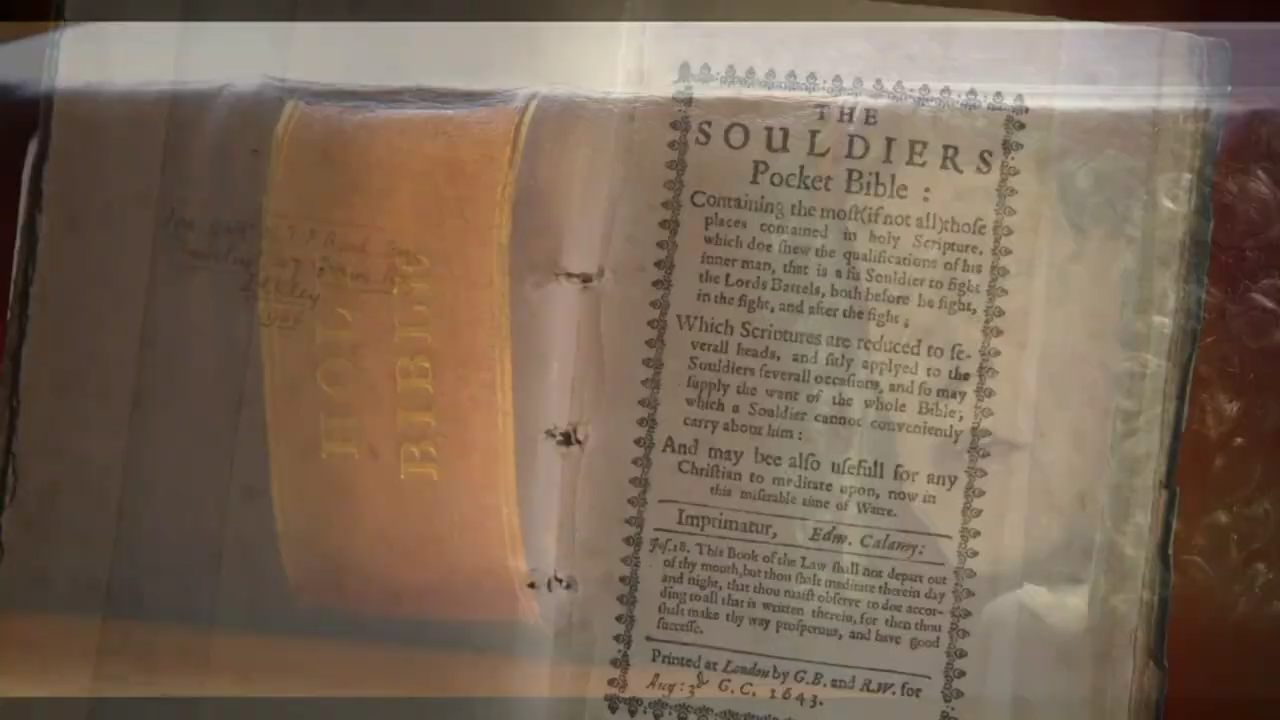 HOLY
BIBLE
THE
SOULDIERS
Pocket Bible :
Containing the moſt(if not all)thoſe
places contained in holy Scripture,
which doe ſhew the qualifications of his
inner man, that is a fit Souldier to fight
the Lords Battels, both before he fight,
in the fight, and after the fight ;
Which Scriptures are reduced to ſe-
verall heads, and fitly applyed to the
Souldiers ſeverall occaſions, and ſo may
ſupply the want of the whole Bible;
which a Souldier cannot conveniently
carry about him :
And may bee alſo uſefull for any
Chriſtian to meditate upon, now in
this miſerable time of Warre.
Imprimatur, Edm. Calamy:
Joſ.18. This Book of the Law ſhall not depart out
of thy mouth,but thou ſhalt meditate therein day
and night, that thou maiſt obſerve to doe accor-
ding to all that is written therein, for then thou
ſhalt make thy way proſperous, and have good
ſucceſſe.
Printed at London by G.B. and R.W. for
Aug: 3d G. C. 1643.